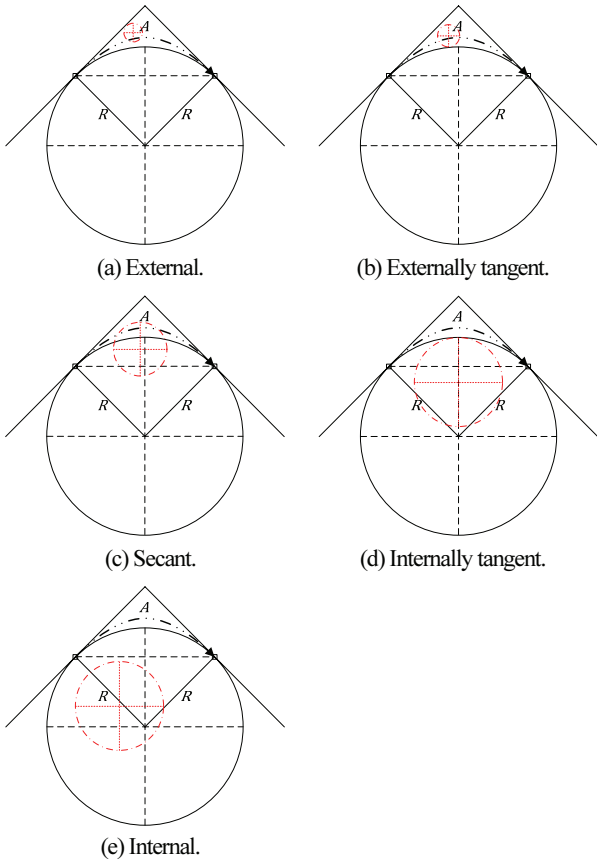 A
A
R
R
R
R
(a) External.
(b) Externally tangent.
A
A
R
R
R
R
(c) Secant.
(d) Internally tangent.
A
R
R
(e) Internal.